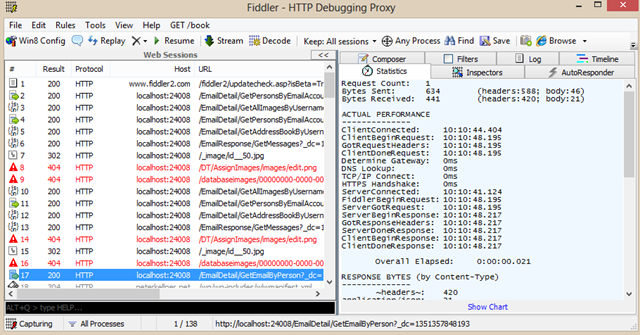 Fiddler - HTTP Debugging Proxy
File Edit Rules Tools View Help GET /book
Win8 Config Replay X Resume Stream Decode Keep: All sessions Any Process Find Save Browse
Web Sessions <<
# Result Protocol Host URL
1 200 HTTP www.fiddler2.com /fiddler2/updatecheck.asp?isBeta=Tr
2 200 HTTP localhost:24008 /EmailDetail/GetPersonsByEmailAccou
3 200 HTTP localhost:24008 /EmailDetail/GetAllImagesByUsernam
4 200 HTTP localhost:24008 /EmailDetail/GetPersonsByEmailAccou
5 200 HTTP localhost:24008 /EmailDetail/GetAddressBookByUsern
6 200 HTTP localhost:24008 /EmailResponse/GetMessages?_dc=1
7 302 HTTP localhost:24008 /_image/id__50.jpg
8 404 HTTP localhost:24008 /DT/AssignImages/images/edit.png
9 404 HTTP localhost:24008 /databaseimages/00000000-0000-00
10 200 HTTP localhost:24008 /EmailDetail/GetAllImagesByUsernam
11 200 HTTP localhost:24008 /EmailDetail/GetPersonsByEmailAccou
12 200 HTTP localhost:24008 /EmailDetail/GetAddressBookByUsern
13 200 HTTP localhost:24008 /EmailResponse/GetMessages?_dc=1
14 404 HTTP localhost:24008 /DT/AssignImages/images/edit.png
15 302 HTTP localhost:24008 /_image/id__50.jpg
16 404 HTTP localhost:24008 /databaseimages/00000000-0000-00
17 200 HTTP localhost:24008 /EmailDetail/GetEmailByPerson?_dc=
ALT+Q > type HELP...
Composer Filters Log Timeline
Statistics Inspectors AutoResponder
Request Count: 1
Bytes Sent: 634 (headers:588; body:46)
Bytes Received: 441 (headers:420; body:21)
ACTUAL PERFORMANCE
--------------
ClientConnected: 10:10:44.404
ClientBeginRequest: 10:10:48.195
GotRequestHeaders: 10:10:48.195
ClientDoneRequest: 10:10:48.195
Determine Gateway: 0ms
DNS Lookup: 0ms
TCP/IP Connect: 0ms
HTTPS Handshake: 0ms
ServerConnected: 10:10:41.124
FiddlerBeginRequest: 10:10:48.195
ServerGotRequest: 10:10:48.195
ServerBeginResponse: 10:10:48.217
GotResponseHeaders: 10:10:48.217
ServerDoneResponse: 10:10:48.217
ClientBeginResponse: 10:10:48.217
ClientDoneResponse: 10:10:48.217
Overall Elapsed: 0:00:00.021
RESPONSE BYTES (by Content-Type)
--------------
~headers~: 420
Show Chart
Capturing All Processes 1 / 138 http://localhost:24008/EmailDetail/GetEmailByPerson?_dc=1351357848193